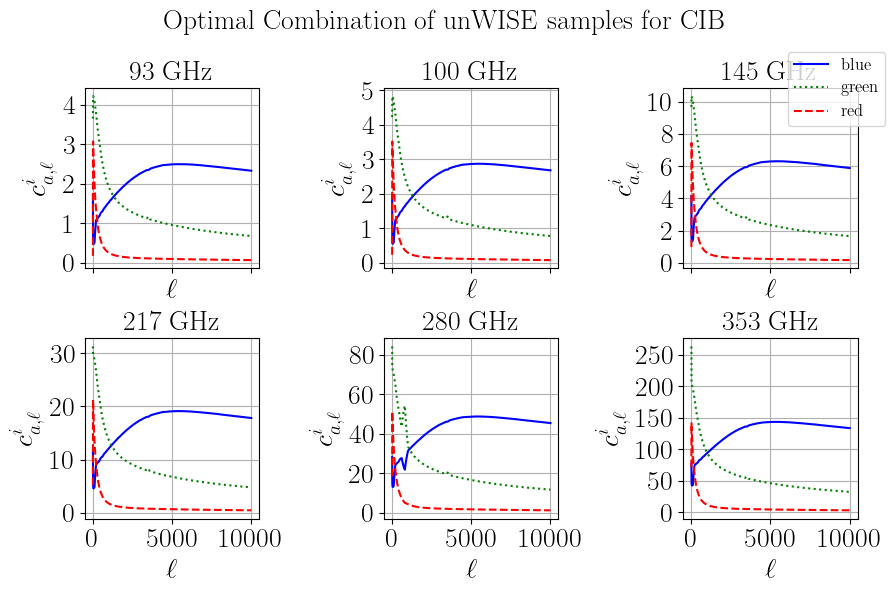 Optimal Combination of unWISE samples for CIB
93 GHz
100 GHz
145 GHz
blue
green
red
c^i_{a,ℓ}
4
3
2
1
0
ℓ
c^i_{a,ℓ}
5
4
3
2
1
0
ℓ
c^i_{a,ℓ}
10
8
6
4
2
0
ℓ
217 GHz
280 GHz
353 GHz
c^i_{a,ℓ}
30
20
10
0
0 5000 10000
ℓ
c^i_{a,ℓ}
80
60
40
20
0
0 5000 10000
ℓ
c^i_{a,ℓ}
250
200
150
100
50
0
0 5000 10000
ℓ